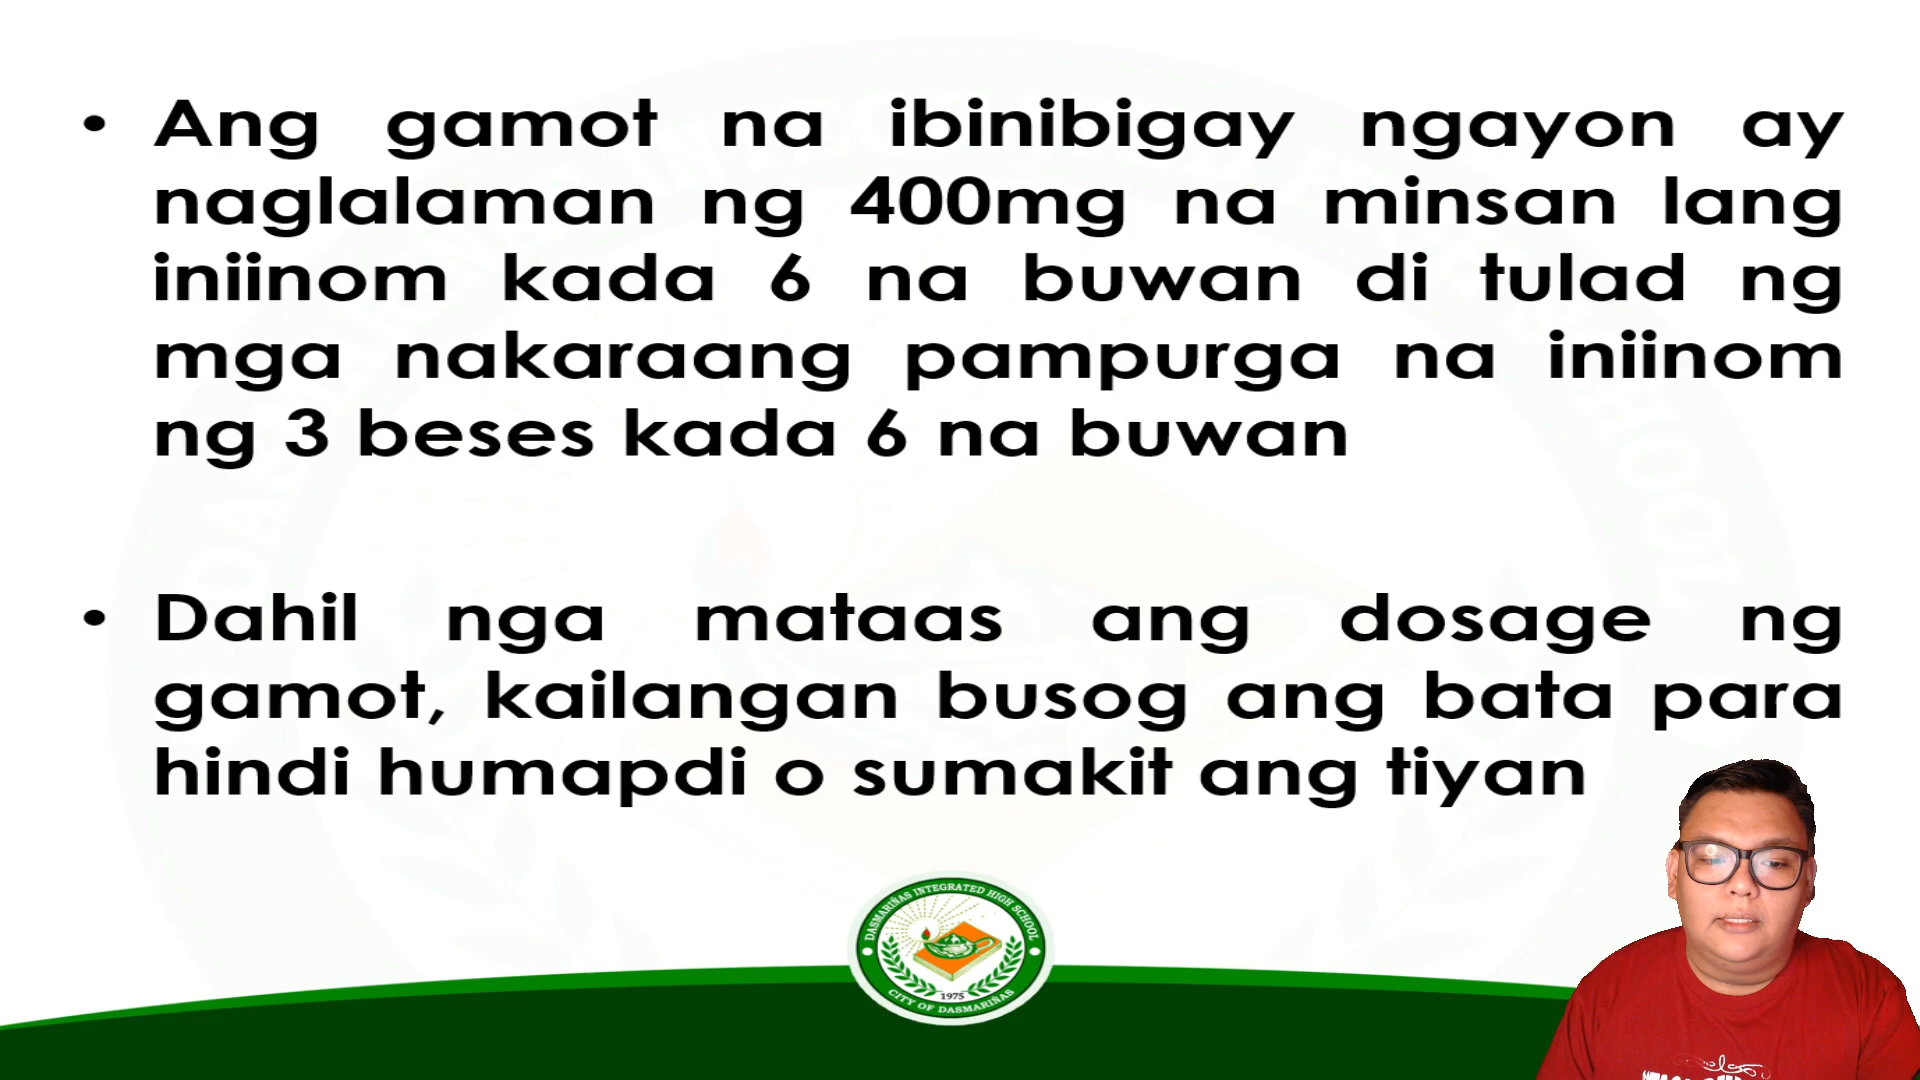 • Ang gamot na ibinibigay ngayon ay
naglalaman ng 400mg na minsan lang
iniinom kada 6 na buwan di tulad ng
mga nakaraang pampurga na iniinom
ng 3 beses kada 6 na buwan
• Dahil nga mataas ang dosage ng
gamot, kailangan busog ang bata para
hindi humapdi o sumakit ang tiyan
DASMARIÑAS INTEGRATED HIGH SCHOOL
1975
CITY OF DASMARIÑAS